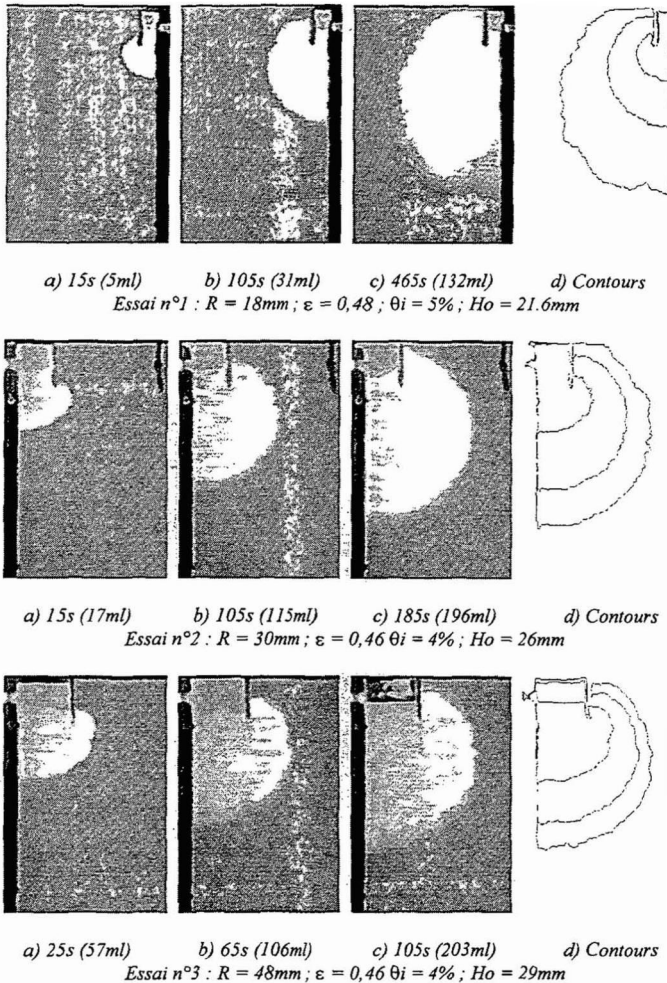 a) 15s (5ml) b) 105s (31ml) c) 465s (132ml) d) Contours
Essai n°1 : R = 18mm ; ε = 0,48 ; θi = 5% ; Ho = 21.6mm
a) 15s (17ml) b) 105s (115ml) c) 185s (196ml) d) Contours
Essai n°2 : R = 30mm ; ε = 0,46 θi = 4% ; Ho = 26mm
a) 25s (57ml) b) 65s (106ml) c) 105s (203ml) d) Contours
Essai n°3 : R = 48mm ; ε = 0,46 θi = 4% ; Ho = 29mm